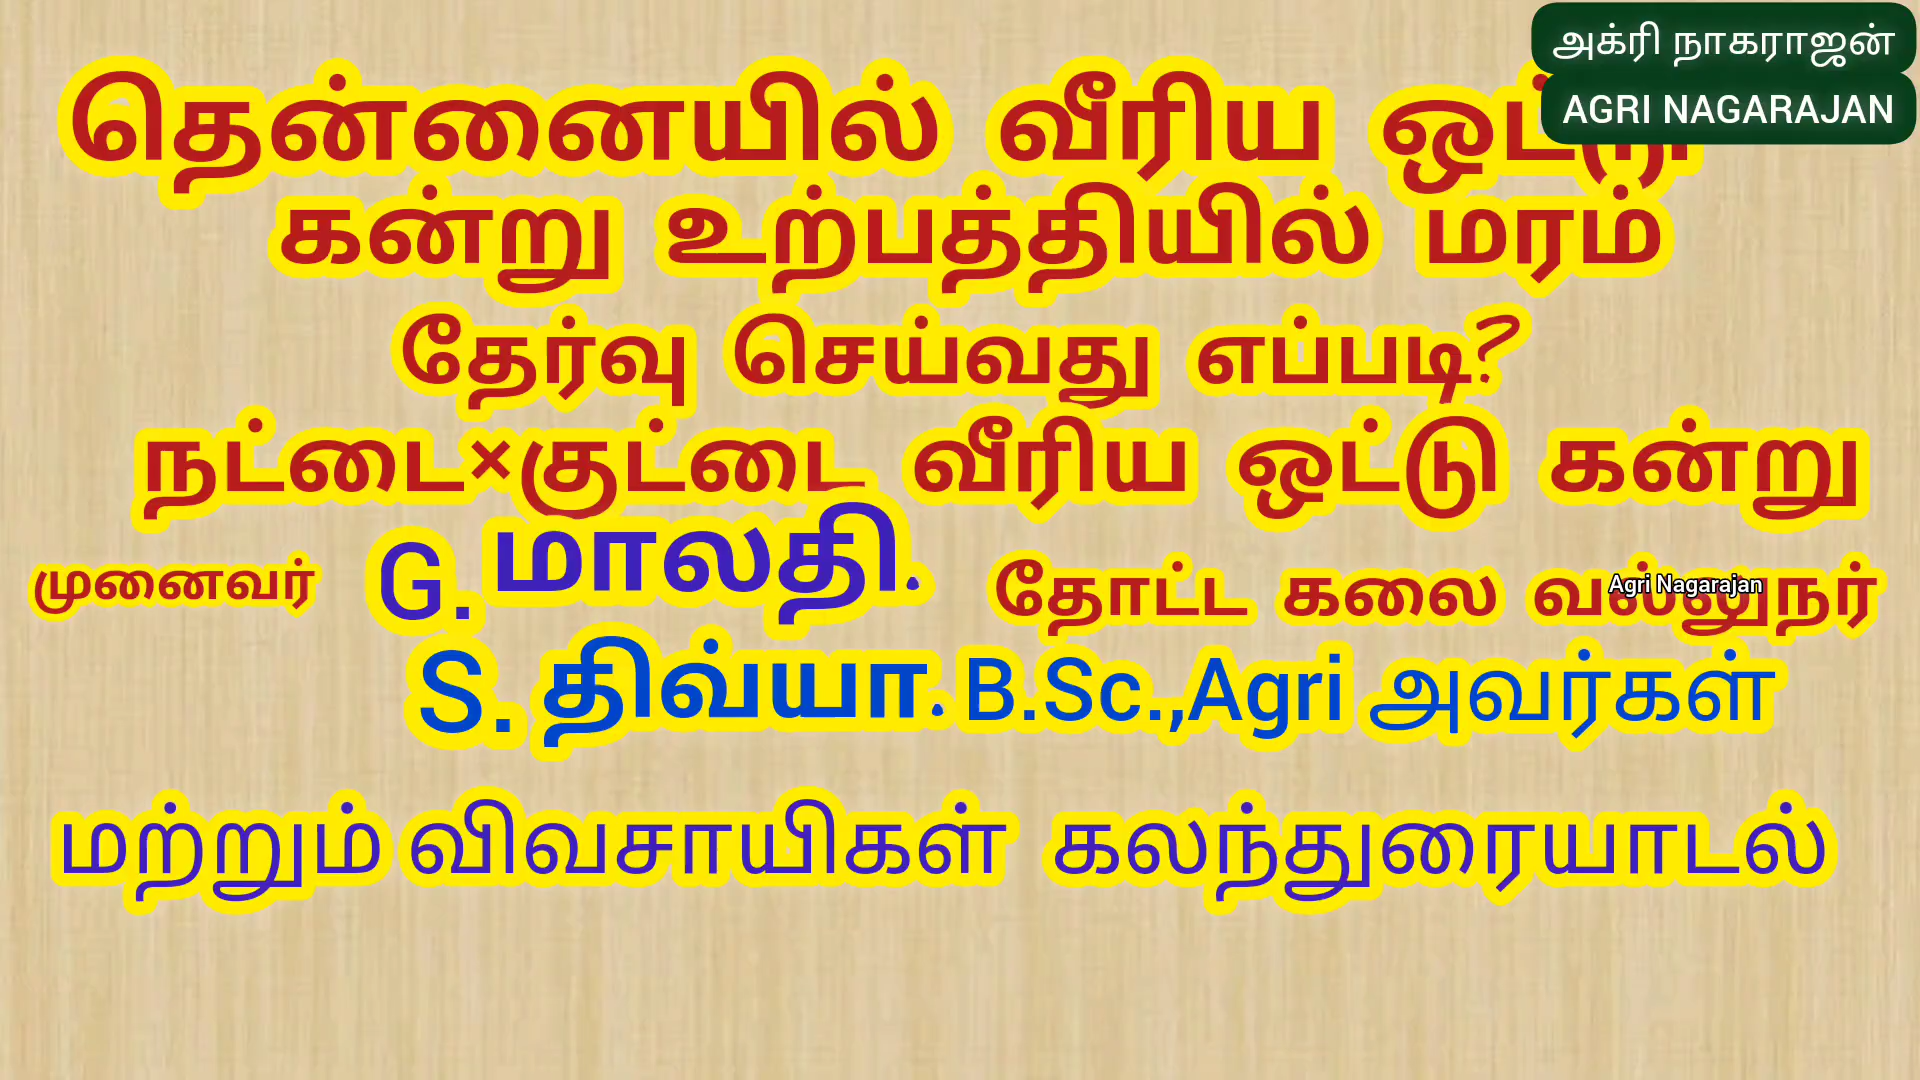 அக்ரி நாகராஜன்
AGRI NAGARAJAN
தென்னையில் வீரிய
கன்று உற்பத்தியில் மரம்
தேர்வு செய்வது எப்படி?
நட்டை×குட்டை வீரிய ஒட்டு கன்று
முனைவர் G. மாலதி. தோட்ட கலை வல்லுநர்
Agri Nagarajan
S. திவ்யா. B.Sc.,Agri அவர்கள்
மற்றும் விவசாயிகள் கலந்துரையாடல்